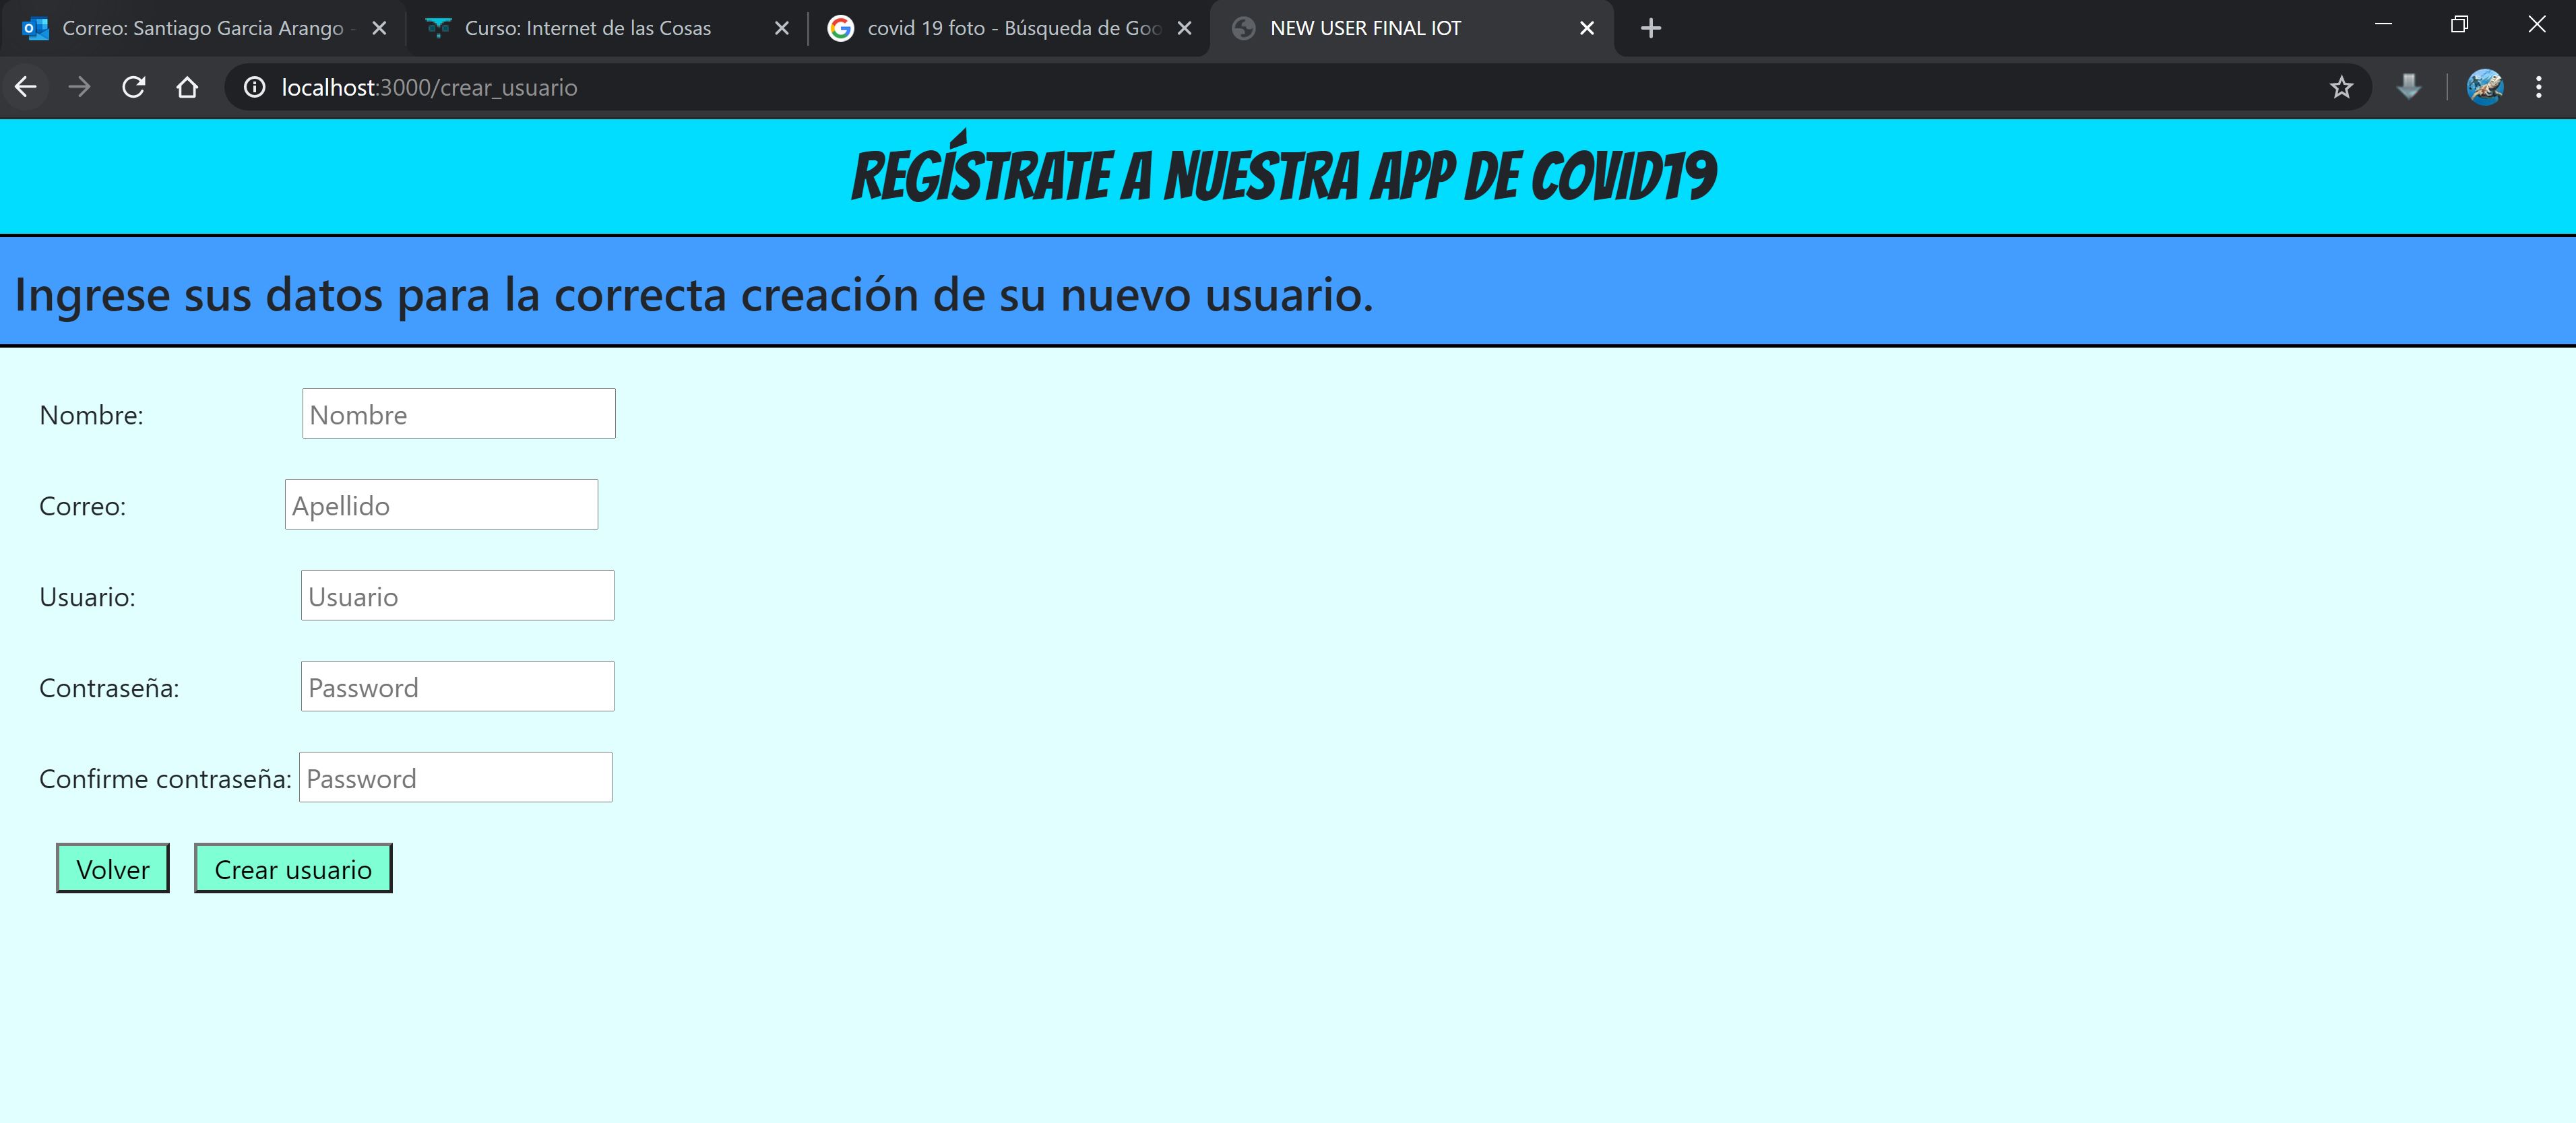 Correo: Santiago Garcia Arango - Curso: Internet de las Cosas covid 19 foto - Búsqueda de Goo NEW USER FINAL IOT
localhost:3000/crear_usuario
REGÍSTRATE A NUESTRA APP DE COVID19
Ingrese sus datos para la correcta creación de su nuevo usuario.
Nombre: Nombre
Correo: Apellido
Usuario: Usuario
Contraseña: Password
Confirme contraseña: Password
Volver Crear usuario